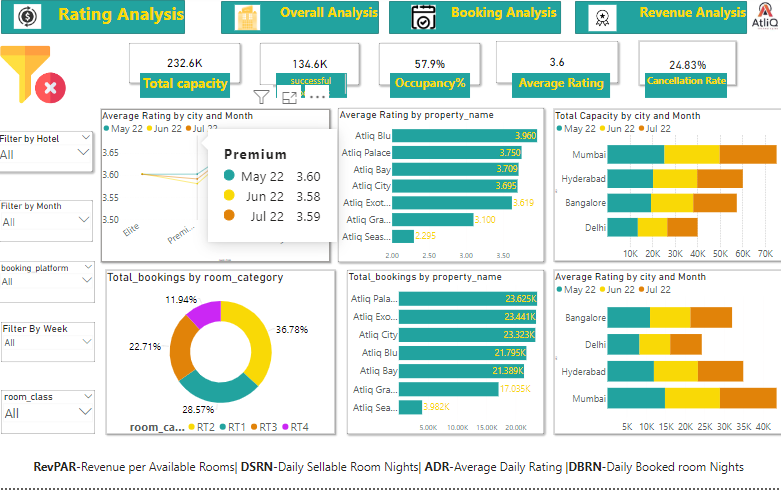 Rating Analysis
Overall Analysis
Booking Analysis
Revenue Analysis
AtliQ
232.6K
Total capacity
134.6K
successful
57.9%
Occupancy%
3.6
Average Rating
24.83%
Cancellation Rate
Filter by Hotel
All
Filter by Month
All
booking_platform
All
Filter By Week
All
room_class
All
Average Rating by city and Month
May 22 Jun 22 Jul 22
3.65
3.60
3.55
3.50
Elite
Premi...
Premium
May 22 3.60
Jun 22 3.58
Jul 22 3.59
Average Rating by property_name
Atliq Blu 3.960
Atliq Palace 3.750
Atliq Bay 3.709
Atliq City 3.695
Atliq Exot... 3.619
Atliq Gra... 3.100
Atliq Seas... 2.295
2.00 2.50 3.00 3.50
Total Capacity by city and Month
May 22 Jun 22 Jul 22
Mumbai
Hyderabad
Bangalore
Delhi
10K 20K 30K 40K 50K 60K 70K
Total_bookings by room_category
11.94%
36.78%
22.71%
28.57%
room_ca... RT2 RT1 RT3 RT4
Total_bookings by property_name
Atliq Pala... 23.625K
Atliq Exo... 23.441K
Atliq City 23.323K
Atliq Blu 21.795K
Atliq Bay 21.389K
Atliq Gra... 17.035K
Atliq Sea... 3.982K
5.00K 10.00K 15.00K 20.00K
Average Rating by city and Month
May 22 Jun 22 Jul 22
Bangalore
Delhi
Hyderabad
Mumbai
5K 10K 15K 20K 25K 30K 35K 40K
RevPAR-Revenue per Available Rooms| DSRN-Daily Sellable Room Nights| ADR-Average Daily Rating |DBRN-Daily Booked room Nights